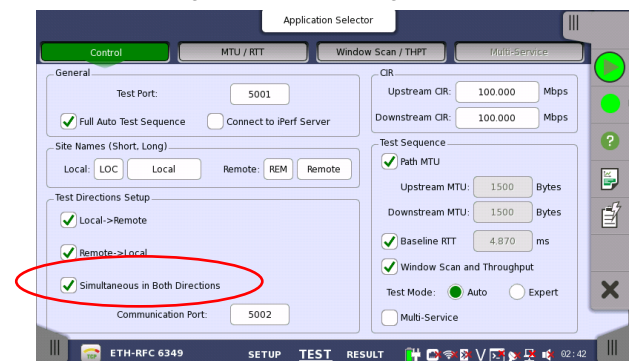 Application Selector
Control MTU / RTT Window Scan / THPT Multi-Service
General
Test Port: 5001
Full Auto Test Sequence Connect to iPerf Server
Site Names (Short, Long)
Local: LOC Local Remote: REM Remote
Test Directions Setup
Local->Remote
Remote->Local
Simultaneous in Both Directions
Communication Port: 5002
CIR
Upstream CIR: 100.000 Mbps
Downstream CIR: 100.000 Mbps
Test Sequence
Path MTU
Upstream MTU: 1500 Bytes
Downstream MTU: 1500 Bytes
Baseline RTT 4.870 ms
Window Scan and Throughput
Test Mode: Auto Expert
Multi-Service
ETH-RFC 6349 SETUP TEST RESULT 02:42